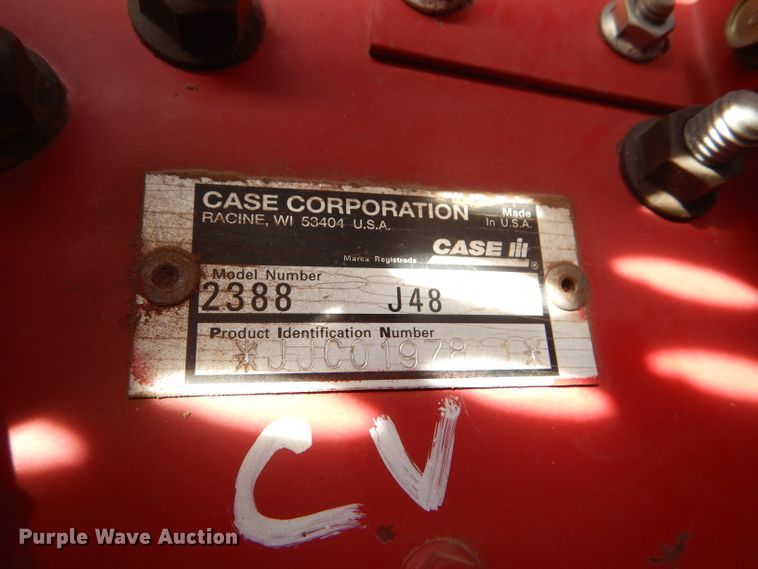 CASE CORPORATION
RACINE, WI 53404 U.S.A.
Made
In U.S.A.
CASE III
Marca Registrada
Model Number
2388 J48
Product Identification Number
CV
Purple Wave Auction